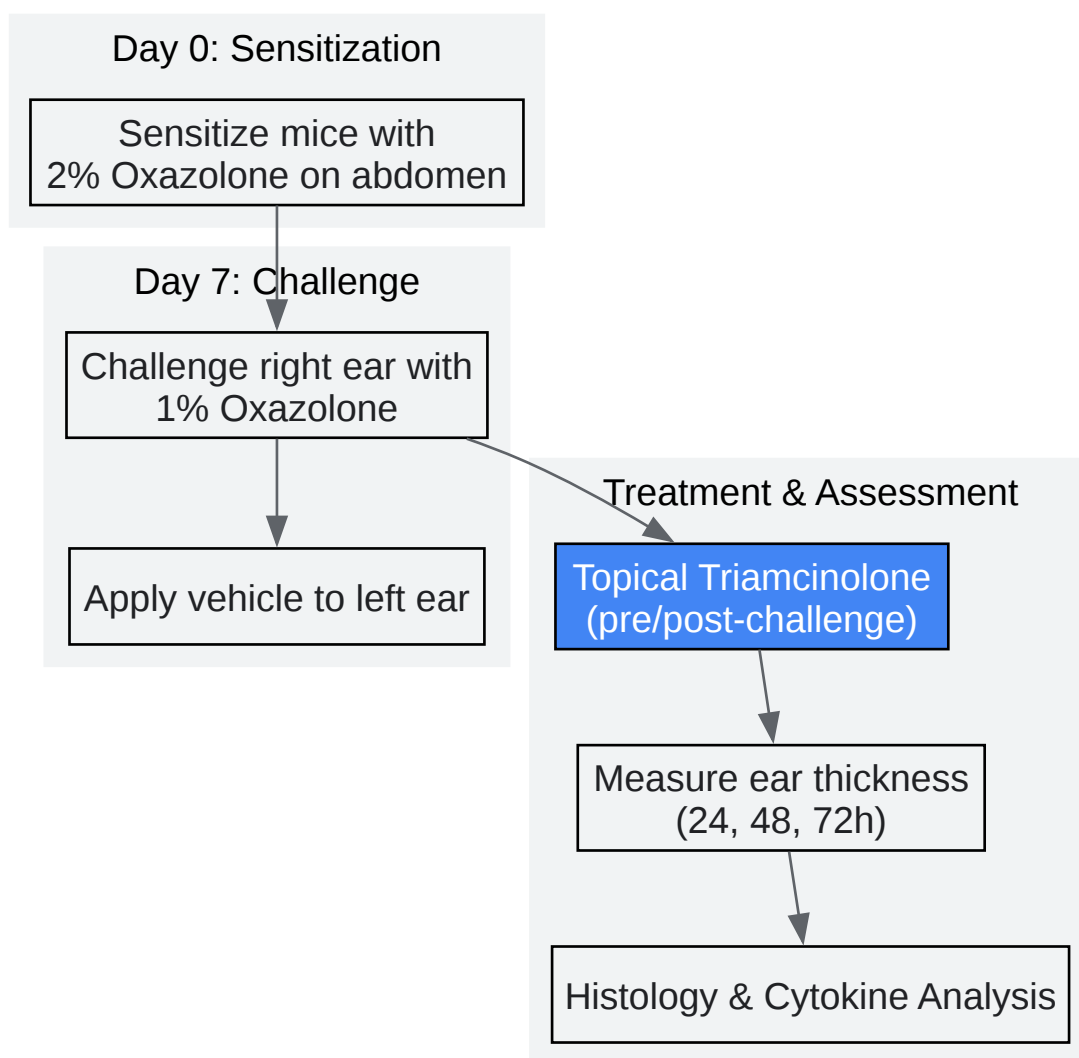 Day 0: Sensitization
Sensitize mice with
2% Oxazolone on abdomen
Day 7: Challenge
Challenge right ear with
1% Oxazolone
Apply vehicle to left ear
Treatment & Assessment
Topical Triamcinolone
(pre/post-challenge)
Measure ear thickness
(24, 48, 72h)
Histology & Cytokine Analysis